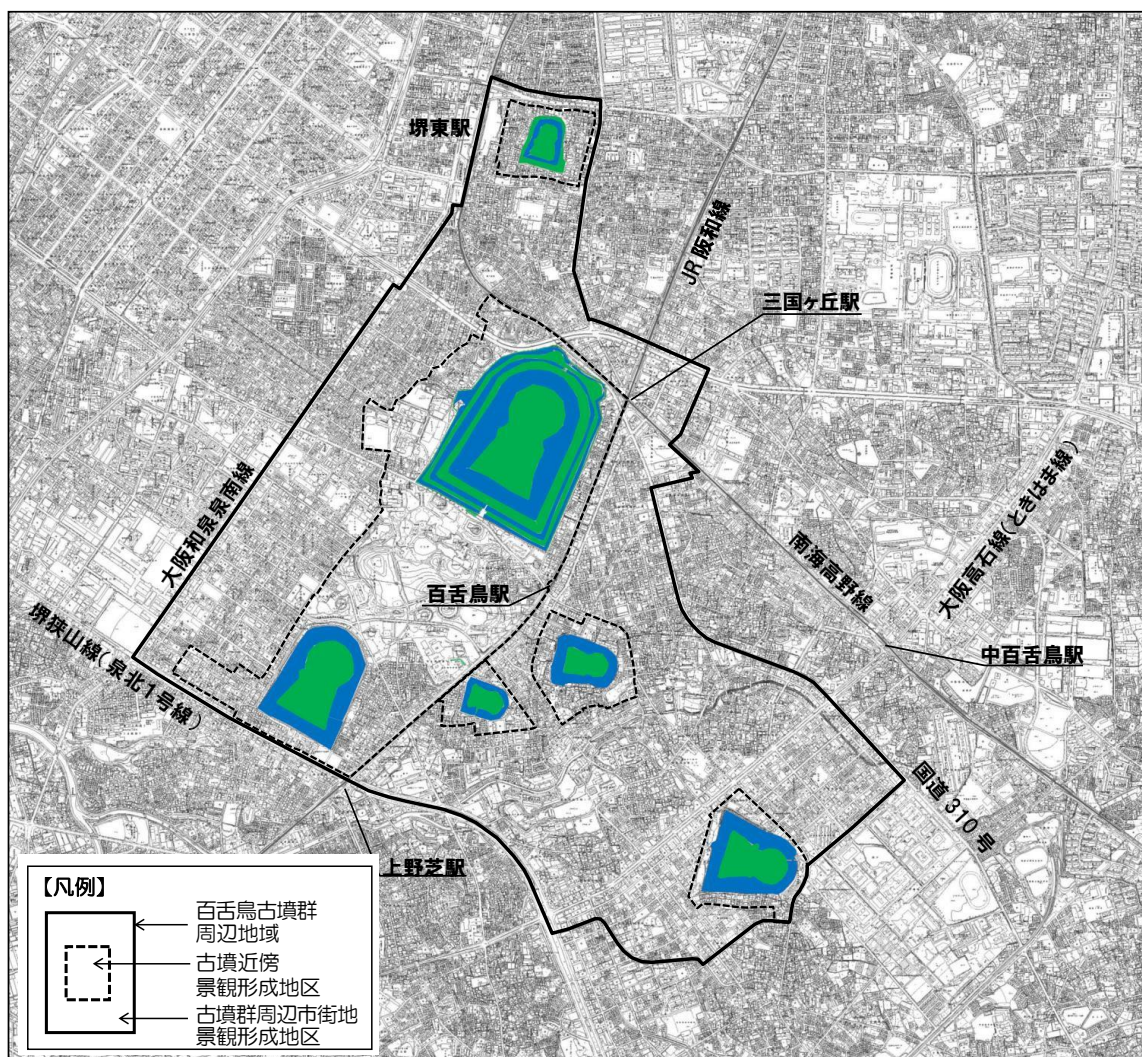 堺東駅
JR阪和線
三国ヶ丘駅
大阪和泉泉南線
南海高野線
大阪高石線(ときはま線)
百舌鳥駅
堺狭山線(泉北1号線)
中百舌鳥駅
国道310号
上野芝駅
【凡例】
百舌鳥古墳群
周辺地域
古墳近傍
景観形成地区
古墳群周辺市街地
景観形成地区